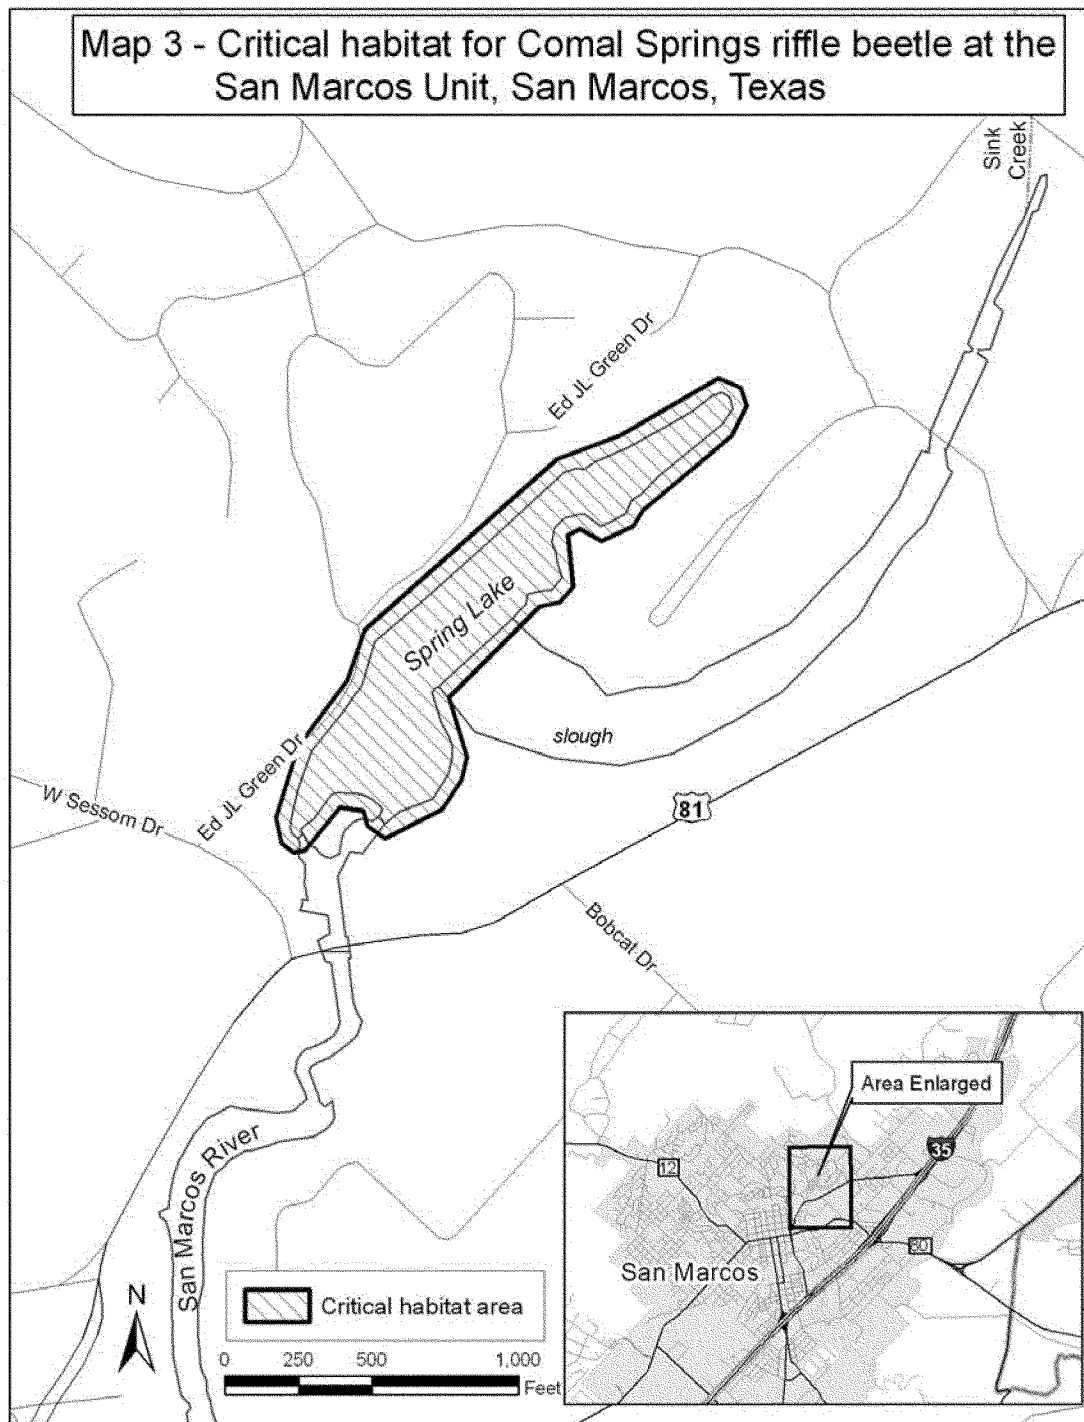 Map 3 - Critical habitat for Comal Springs riffle beetle at the
San Marcos Unit, San Marcos, Texas
Sink
Creek
Ed JL Green Dr
Spring Lake
slough
Ed JL Green Dr
W Sessom Dr
81
Bobcat Dr
San Marcos River
Area Enlarged
35
12
80
San Marcos
N
Critical habitat area
0 250 500 1,000
Feet